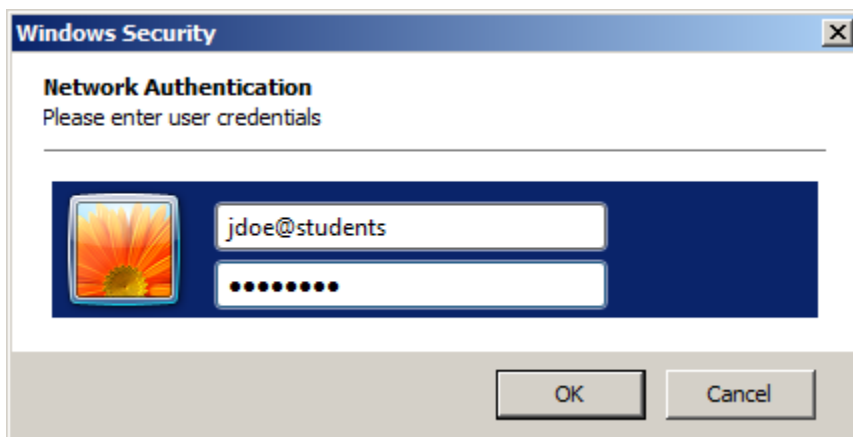 Windows Security
Network Authentication
Please enter user credentials
jdoe@students
••••••••
OK
Cancel